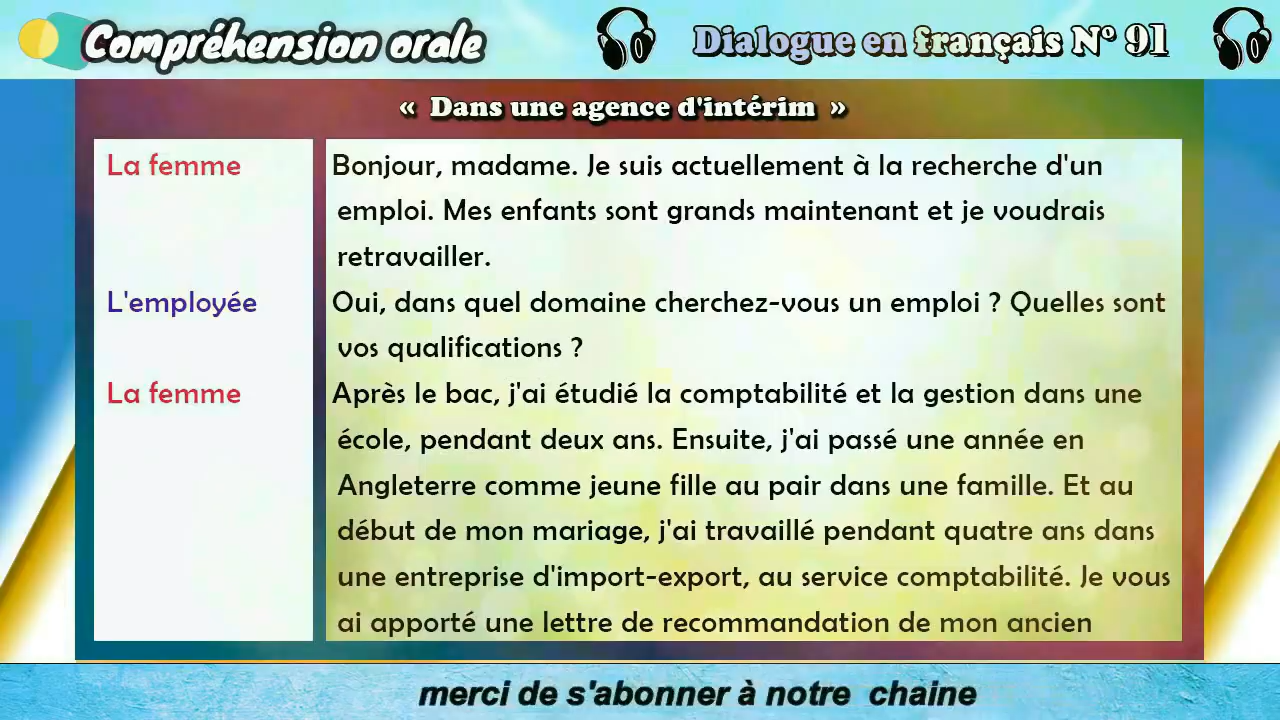 Compréhension orale
Dialogue en français N° 91
« Dans une agence d'intérim »
La femme
Bonjour, madame. Je suis actuellement à la recherche d'un
emploi. Mes enfants sont grands maintenant et je voudrais
retravailler.
L'employée
Oui, dans quel domaine cherchez-vous un emploi ? Quelles sont
vos qualifications ?
La femme
Après le bac, j'ai étudié la comptabilité et la gestion dans une
école, pendant deux ans. Ensuite, j'ai passé une année en
Angleterre comme jeune fille au pair dans une famille. Et au
début de mon mariage, j'ai travaillé pendant quatre ans dans
une entreprise d'import-export, au service comptabilité. Je vous
ai apporté une lettre de recommandation de mon ancien
merci de s'abonner à notre chaine